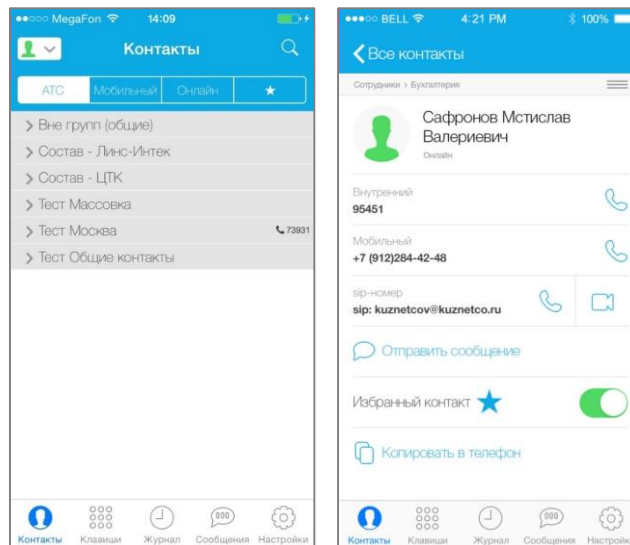 MegaFon 14:09
Контакты
АТС Мобильный Онлайн
Вне групп (общие)
Состав - Линс-Интек
Состав - ЦТК
Тест Массовка
Тест Москва 73931
Тест Общие контакты
Контакты Клавиши Журнал Сообщения Настройки
BELL 4:21 PM 100%
Все контакты
Сотрудники > Бухгалтерия
Сафронов Мстислав
Валериевич
Онлайн
Внутренний
95451
Мобильный
+7 (912)284-42-48
sip-номер
sip: kuznetcov@kuznetco.ru
Отправить сообщение
Избранный контакт
Копировать в телефон
Контакты Клавиши Журнал Сообщения Настройки